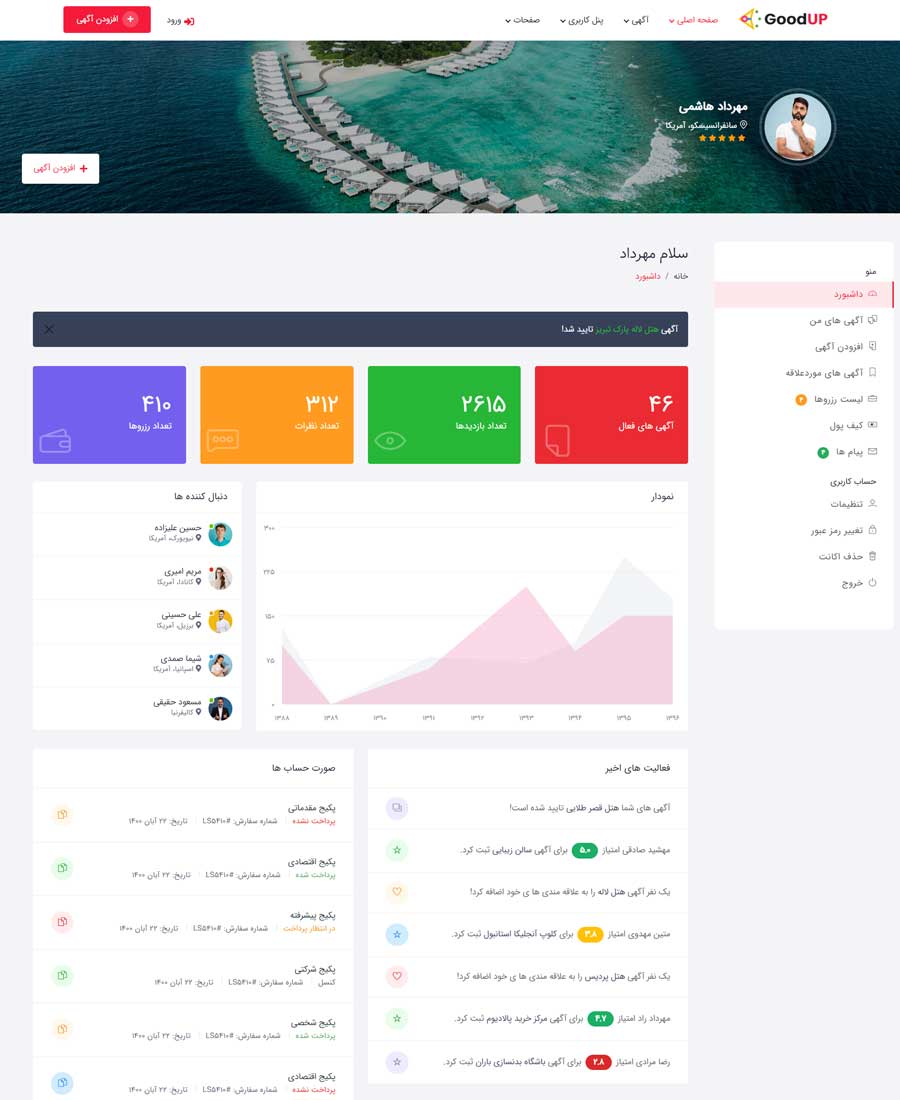 GoodUP
صفحه اصلی
آگهی
پنل کاربری
صفحات
ورود
افزودن آگهی
مهرداد هاشمی
سانفرانسیسکو، آمریکا
افزودن آگهی
منو
داشبورد
آگهی های من
افزودن آگهی
آگهی های موردعلاقه
لیست رزروها
کیف پول
پیام ها
حساب کاربری
تنظیمات
تغییر رمز عبور
حذف اکانت
خروج
سلام مهرداد
خانه / داشبورد
آگهی هتل لاله پارک تبریز تایید شد!
۴۶
آگهی های فعال
۲۶۱۵
تعداد بازدیدها
۳۱۲
تعداد نظرات
۴۱۰
تعداد رزروها
نمودار
۳۰۰
۲۲۵
۱۵۰
۷۵
۰
۱۳۸۸ ۱۳۸۹ ۱۳۹۰ ۱۳۹۱ ۱۳۹۲ ۱۳۹۳ ۱۳۹۴ ۱۳۹۵ ۱۳۹۶
دنبال کننده ها
حسین علیزاده
نیویورک، آمریکا
مریم امیری
کانادا، آمریکا
علی حسینی
برزیل، آمریکا
شیما صمدی
اسپانیا، آمریکا
مسعود حقیقی
کالیفرنیا
فعالیت های اخیر
آگهی های شما هتل قصر طلایی تایید شده است!
مهشید صادقی امتیاز ۵.۰ برای آگهی سالن زیبایی ثبت کرد.
یک نفر آگهی هتل لاله را به علاقه مندی ها ی خود اضافه کرد!
متین مهدوی امتیاز ۳.۸ برای کلوپ آنجلیکا استانبول ثبت کرد.
یک نفر آگهی هتل پردیس را به علاقه مندی ها ی خود اضافه کرد!
مهرداد راد امتیاز ۴.۷ برای آگهی مرکز خرید پالادیوم ثبت کرد.
رضا مرادی امتیاز ۲.۸ برای آگهی باشگاه بدنسازی باران ثبت کرد.
صورت حساب ها
پکیج مقدماتی
پرداخت نشده شماره سفارش: #LS۵۴۱۰ تاریخ: ۲۲ آبان ۱۴۰۰
پکیج اقتصادی
پرداخت شده شماره سفارش: #LS۵۴۱۰ تاریخ: ۲۲ آبان ۱۴۰۰
پکیج پیشرفته
در انتظار پرداخت شماره سفارش: #LS۵۴۱۰ تاریخ: ۲۲ آبان ۱۴۰۰
پکیج شرکتی
کنسل شماره سفارش: #LS۵۴۱۰ تاریخ: ۲۲ آبان ۱۴۰۰
پکیج شخصی
پرداخت شده شماره سفارش: #LS۵۴۱۰ تاریخ: ۲۲ آبان ۱۴۰۰
پکیج اقتصادی
پرداخت نشده شماره سفارش: #LS۵۴۱۰ تاریخ: ۲۲ آبان ۱۴۰۰